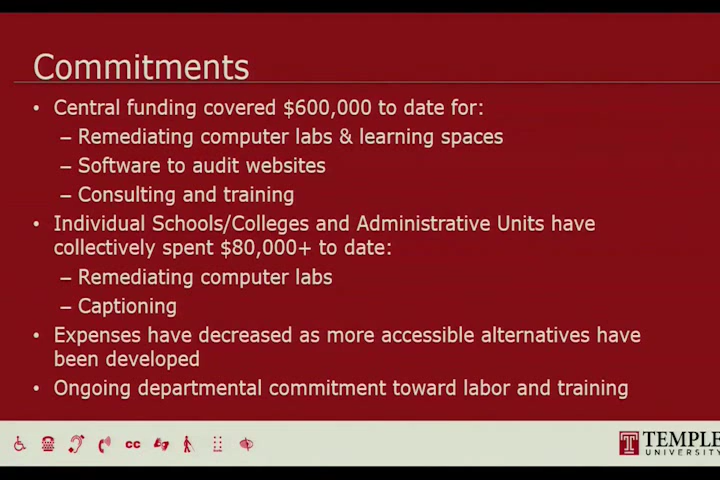 Commitments
• Central funding covered $600,000 to date for:
– Remediating computer labs & learning spaces
– Software to audit websites
– Consulting and training
• Individual Schools/Colleges and Administrative Units have
collectively spent $80,000+ to date:
– Remediating computer labs
– Captioning
• Expenses have decreased as more accessible alternatives have
been developed
• Ongoing departmental commitment toward labor and training
CC
TEMPLE
UNIVERSITY